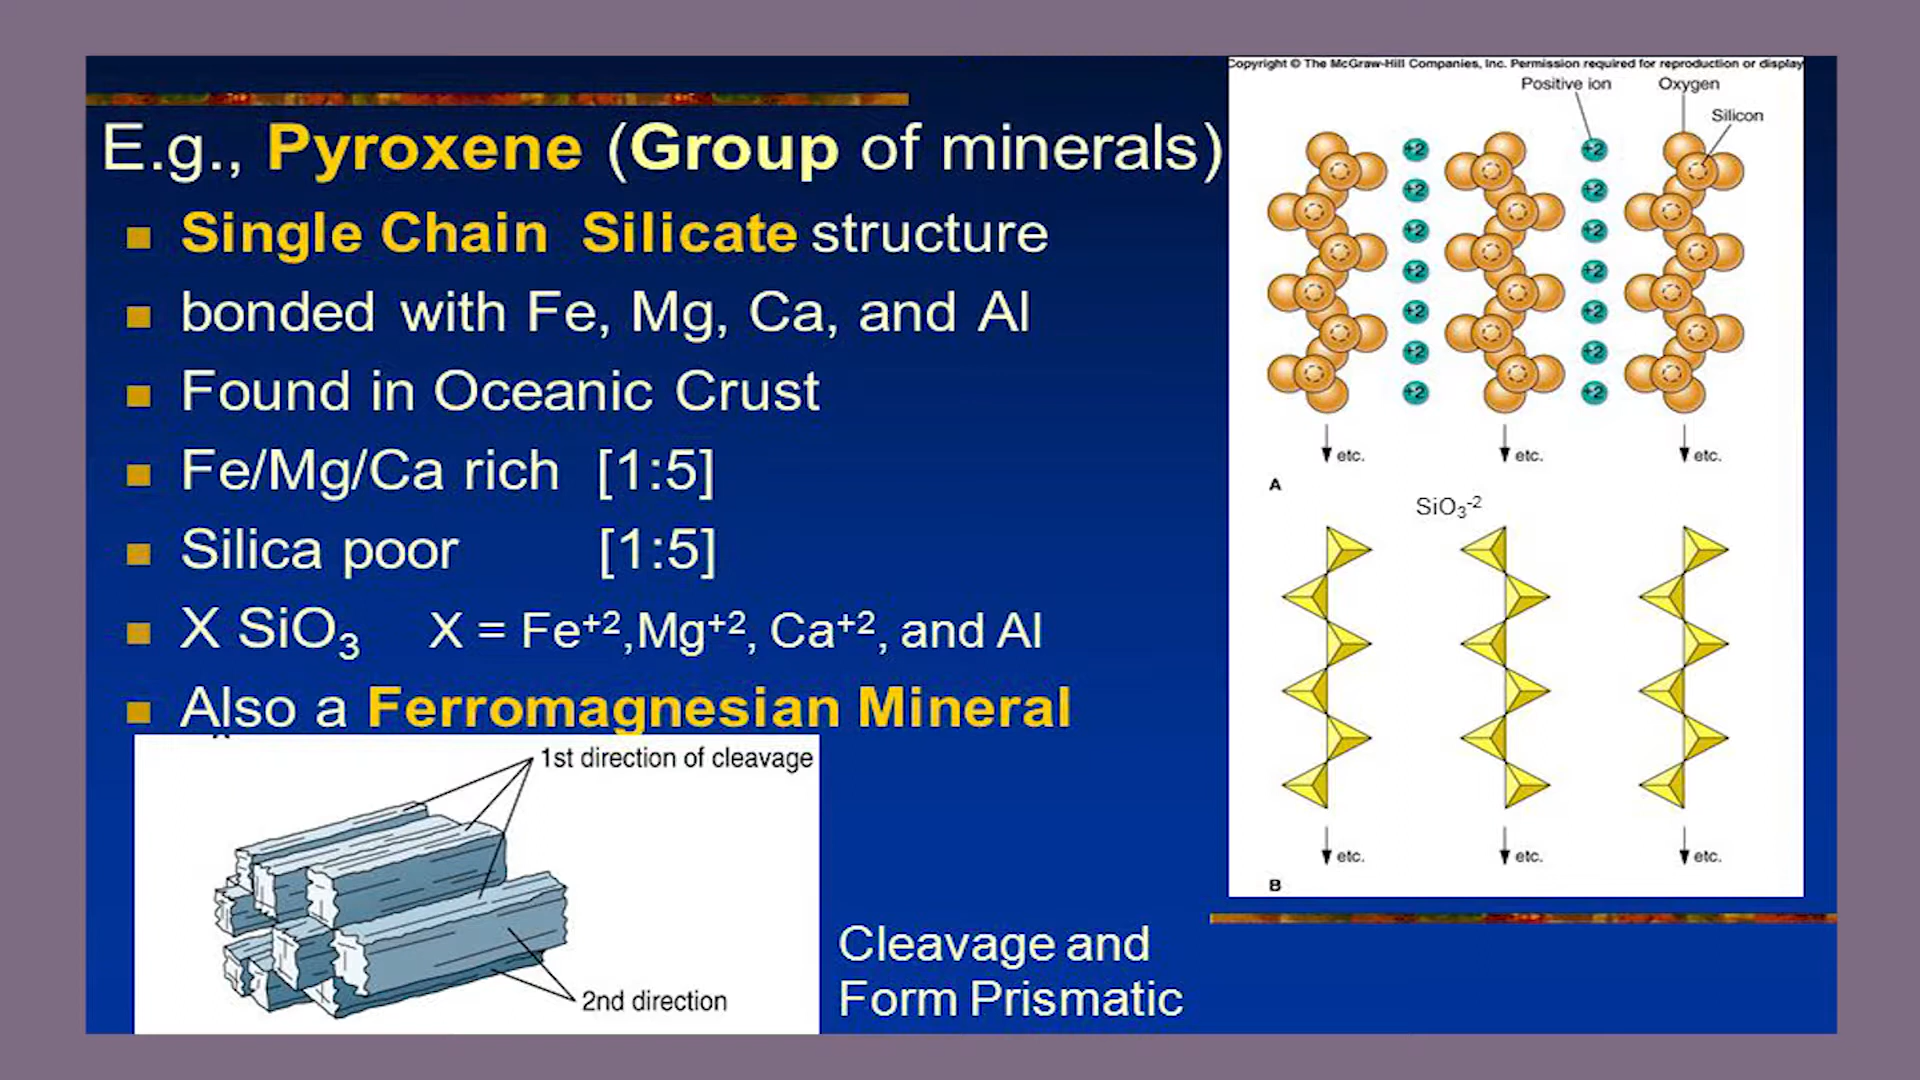 E.g., Pyroxene (Group of minerals)
Single Chain Silicate structure
bonded with Fe, Mg, Ca, and Al
Found in Oceanic Crust
Fe/Mg/Ca rich [1:5]
Silica poor [1:5]
X SiO₃ X = Fe⁺²,Mg⁺², Ca⁺², and Al
Also a Ferromagnesian Mineral
1st direction of cleavage
2nd direction
Cleavage and
Form Prismatic
Copyright © The McGraw-Hill Companies, Inc. Permission required for reproduction or display
Positive ion Oxygen
Silicon
+2 +2
+2 +2
+2 +2
+2 +2
+2 +2
+2 +2
+2 +2
etc. etc. etc.
A
SiO₃⁻²
etc. etc. etc.
B